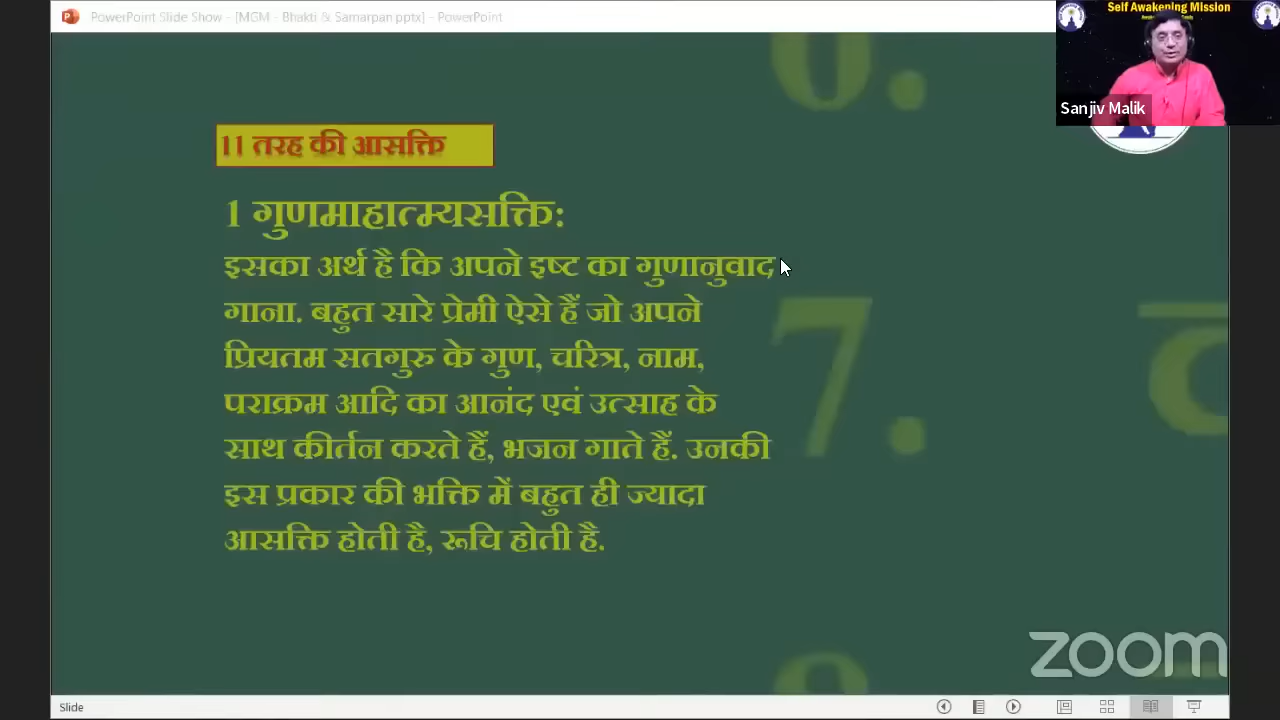 PowerPoint Slide Show - [MGM - Bhakti & Samarpan pptx] - PowerPoint
Self Awakening Mission
Sanjiv Malik
6.
11 तरह की आसक्ति
1 गुणमाहात्म्यसक्ति:
इसका अर्थ है कि अपने इष्ट का गुणानुवाद
गाना. बहुत सारे प्रेमी ऐसे हैं जो अपने
प्रियतम सतगुरु के गुण, चरित्र, नाम,
पराक्रम आदि का आनंद एवं उत्साह के
साथ कीर्तन करते हैं, भजन गाते हैं. उनकी
इस प्रकार की भक्ति में बहुत ही ज्यादा
आसक्ति होती है, रूचि होती है.
7.
zoom
Slide